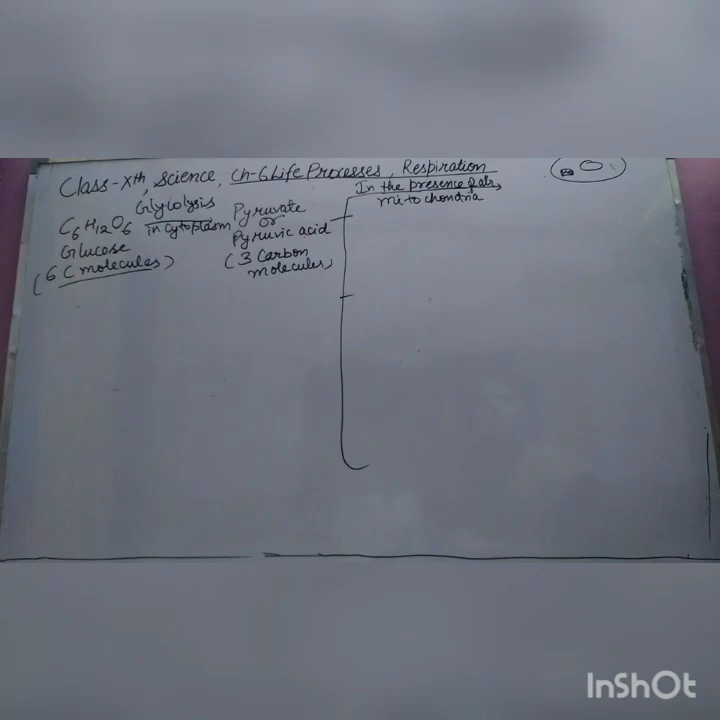 Class-Xth, Science, Ch-6 Life Processes, Respiration
C6H12O6
Glucose
(6 C molecules)
Glycolysis
in cytoplasm
Pyruvate
or
Pyruvic acid
(3 Carbon
molecules)
In the presence of air,
mitochondria
InShOt